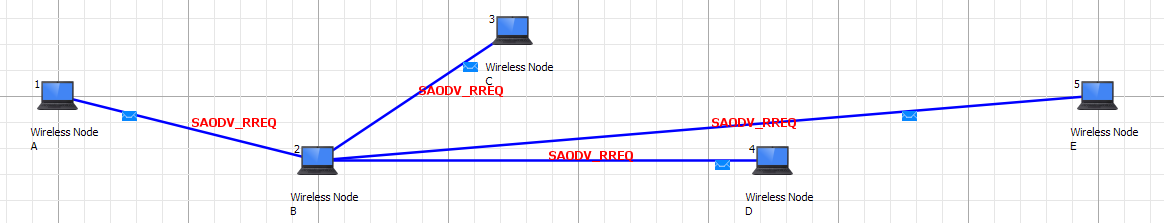 3
Wireless Node
C
SAODV_RREQ
1
5
SAODV_RREQ
SAODV_RREQ
Wireless Node
A
Wireless Node
E
2
SAODV_RREQ
4
Wireless Node
B
Wireless Node
D